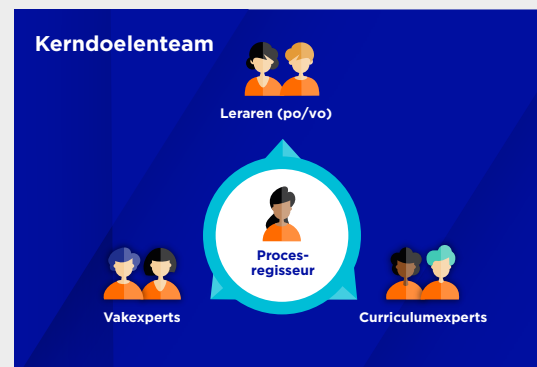 Kerndoelenteam
Leraren (po/vo)
Proces-
regisseur
Vakexperts
Curriculumexperts